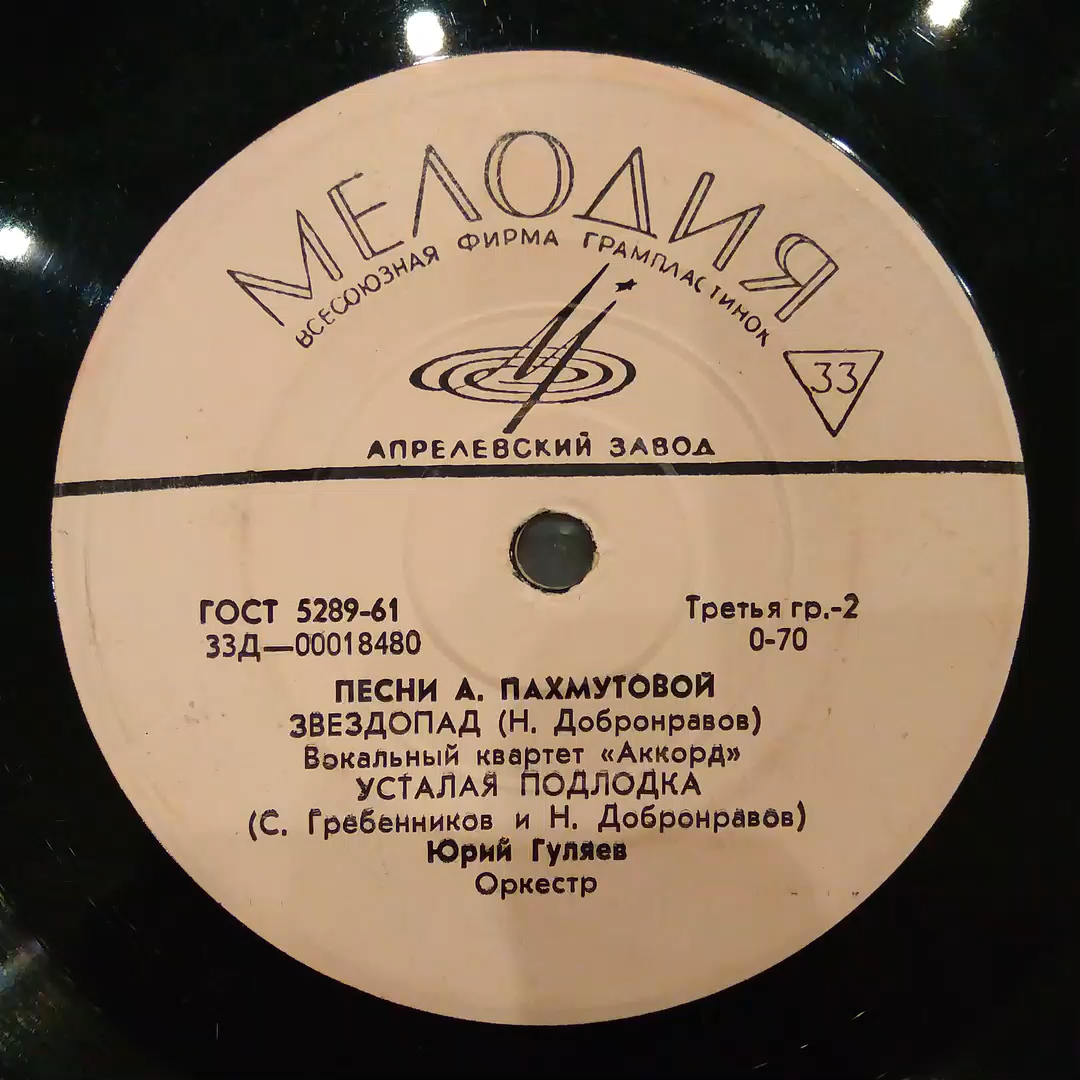 МЕЛОДИЯ
ВСЕСОЮЗНАЯ ФИРМА ГРАМПЛАСТИНОК
33
АПРЕЛЕВСКИЙ ЗАВОД
ГОСТ 5289-61
Третья гр.-2
33Д—00018480
0-70
ПЕСНИ А. ПАХМУТОВОЙ
ЗВЕЗДОПАД (Н. Добронравов)
Вокальный квартет «Аккорд»
УСТАЛАЯ ПОДЛОДКА
(С. Гребенников и Н. Добронравов)
Юрий Гуляев
Оркестр